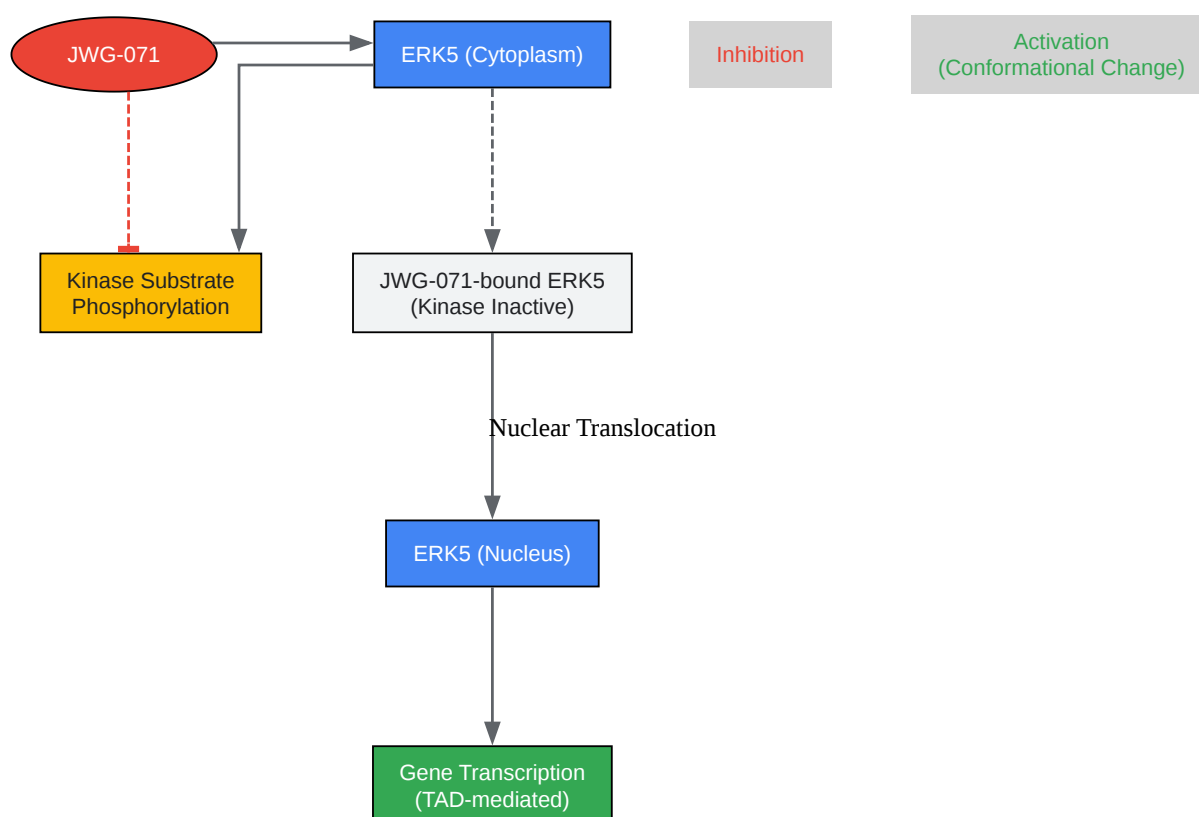 JWG-071
ERK5 (Cytoplasm)
Inhibition
Activation
(Conformational Change)
Kinase Substrate
Phosphorylation
JWG-071-bound ERK5
(Kinase Inactive)
Nuclear Translocation
ERK5 (Nucleus)
Gene Transcription
(TAD-mediated)